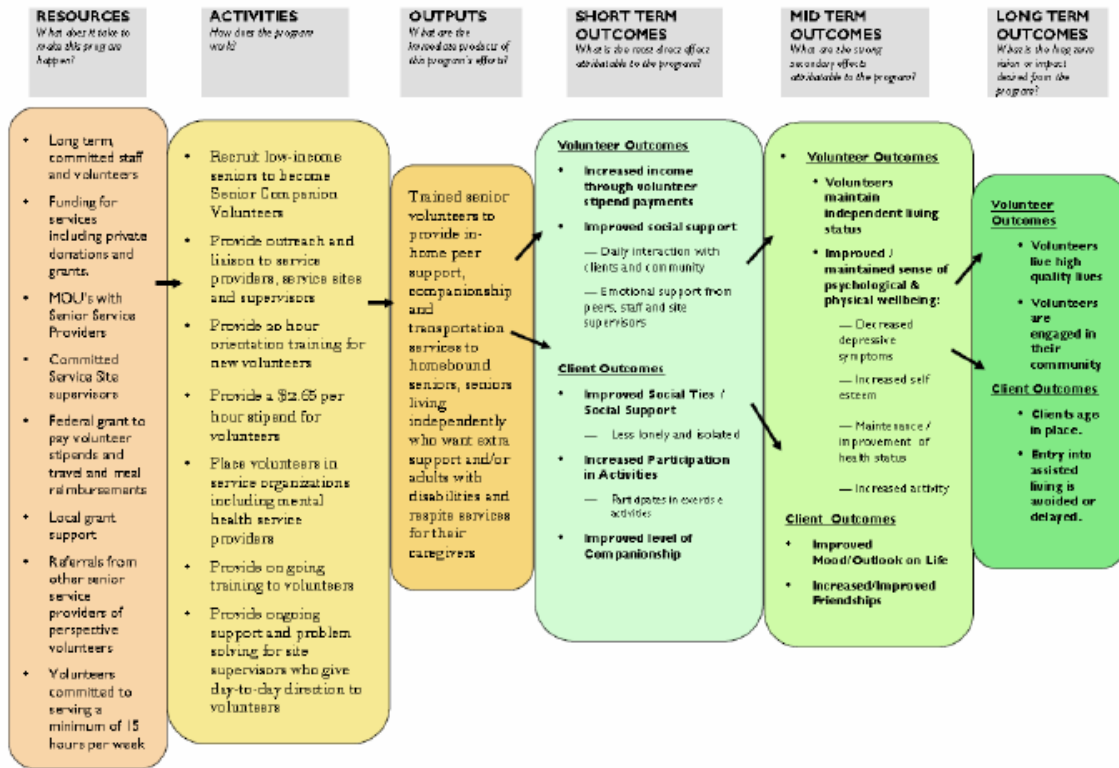 RESOURCES
What does it take to
make this program
happen?
ACTIVITIES
How does the program
work?
OUTPUTS
What are the
immediate products of
this program's efforts?
SHORT TERM
OUTCOMES
What is the most direct effect
attributable to the program?
MID TERM
OUTCOMES
What are the strong
secondary effects
attributable to the program?
LONG TERM
OUTCOMES
What is the long term
vision or impact
desired from the
program?
• Long term,
committed staff
and volunteers
• Funding for
services
including private
donations and
grants.
• MOU's with
Senior Service
Providers
• Committed
Service Site
supervisors
• Federal grant to
pay volunteer
stipends and
travel and meal
reimbursements
• Local grant
support
• Referrals from
other senior
service
providers of
perspective
volunteers
• Volunteers
committed to
serving a
minimum of 15
hours per week
• Recruit low-income
seniors to become
Senior Companion
Volunteers
• Provide outreach and
liaison to service
providers, service sites
and supervisors
• Provide 20 hour
orientation training for
new volunteers
• Provide a $2.65 per
hour stipend for
volunteers
• Place volunteers in
service organizations
including mental
health service
providers
• Provide on going
training to volunteers
• Provide ongoing
support and problem
solving for site
supervisors who give
day-to-day direction to
volunteers
Trained senior
volunteers to
provide in-
home peer
support,
companionship
and
transportation
services to
homebound
seniors, seniors
living
independently
who want extra
support and/or
adults with
disabilities and
respite services
for their
caregivers
Volunteer Outcomes
• Increased income
through volunteer
stipend payments
• Improved social support
— Daily interaction with
clients and community
— Emotional support from
peers, staff and site
supervisors
Client Outcomes
• Improved Social Ties /
Social Support
— Less lonely and isolated
• Increased Participation
in Activities
— Participates in exercise
activities
• Improved level of
Companionship
• Volunteer Outcomes
• Volunteers
maintain
independent living
status
• Improved /
maintained sense of
psychological &
physical wellbeing:
— Decreased
depressive
symptoms
— Increased self
esteem
— Maintenance /
improvement of
health status
— Increased activity
Client Outcomes
• Improved
Mood/Outlook on Life
• Increased/Improved
Friendships
Volunteer
Outcomes
• Volunteers
live high
quality lives
• Volunteers
are
engaged in
their
community
Client Outcomes
• Clients age
in place.
• Entry into
assisted
living is
avoided or
delayed.